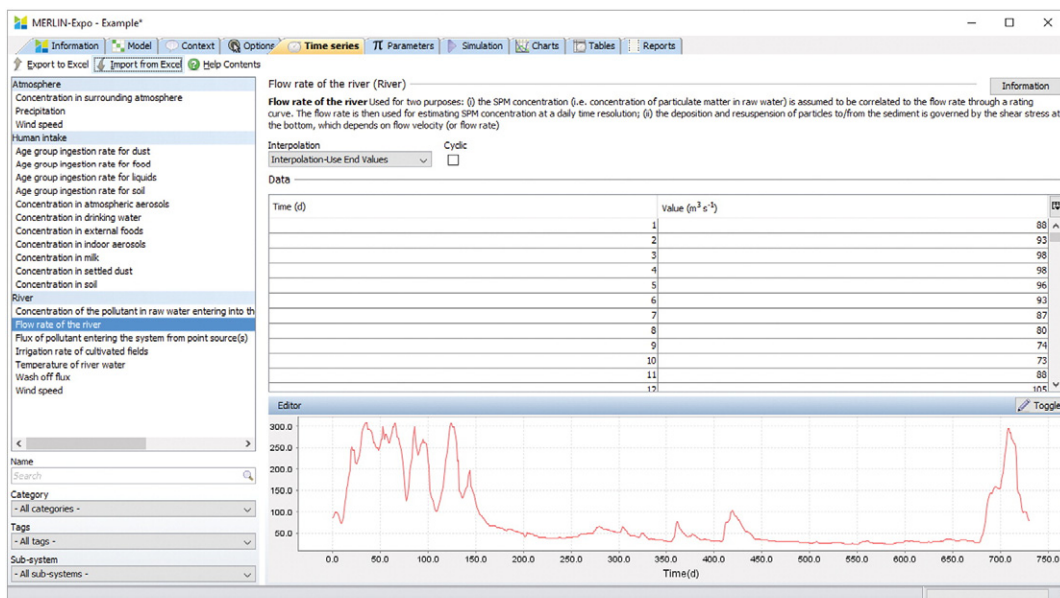 MERLIN-Expo - Example*
Information Model Context Options Time series Parameters Simulation Charts Tables Reports
Export to Excel Import from Excel Help Contents
Atmosphere
Concentration in surrounding atmosphere
Precipitation
Wind speed
Human intake
Age group ingestion rate for dust
Age group ingestion rate for food
Age group ingestion rate for liquids
Age group ingestion rate for soil
Concentration in atmospheric aerosols
Concentration in drinking water
Concentration in external foods
Concentration in indoor aerosols
Concentration in milk
Concentration in settled dust
Concentration in soil
River
Concentration of the pollutant in raw water entering into th
Flow rate of the river
Flux of pollutant entering the system from point source(s)
Irrigation rate of cultivated fields
Temperature of river water
Wash off flux
Wind speed
Name
Search
Category
- All categories -
Tags
- All tags -
Sub-system
- All sub-systems -
Flow rate of the river (River)
Information
Flow rate of the river Used for two purposes: (i) the SPM concentration (i.e. concentration of particulate matter in raw water) is assumed to be correlated to the flow rate through a rating
curve. The flow rate is then used for estimating SPM concentration at a daily time resolution; (ii) the deposition and resuspension of particles to/from the sediment is governed by the shear stress at
the bottom, which depends on flow velocity (or flow rate)
Interpolation Cyclic
Interpolation-Use End Values
Data
Time (d) Value (m³ s⁻¹)
1 88
2 93
3 98
4 98
5 96
6 93
7 87
8 80
9 74
10 73
11 88
12 105
Editor Toggle
300.0
250.0
200.0
150.0
100.0
50.0
0.0 50.0 100.0 150.0 200.0 250.0 300.0 350.0 400.0 450.0 500.0 550.0 600.0 650.0 700.0 750.0
Time(d)